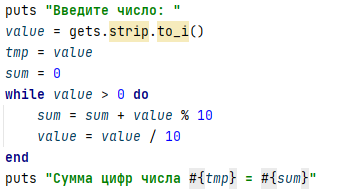 puts "Введите число: "
value = gets.strip.to_i()
tmp = value
sum = 0
while value > 0 do
    sum = sum + value % 10
    value = value / 10
end
puts "Сумма цифр числа #{tmp} = #{sum}"